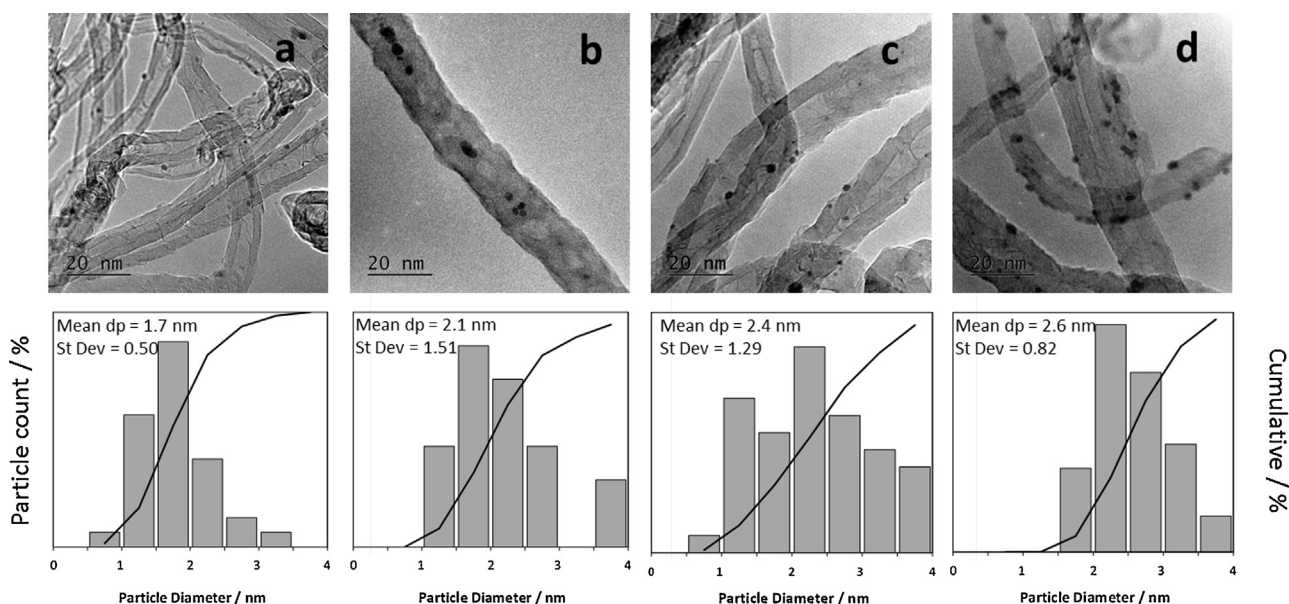 a
b
c
d
20 nm
20 nm
20 nm
20 nm
Particle count / %
Mean dp = 1.7 nm
St Dev = 0.50
0 1 2 3 4
Particle Diameter / nm
Mean dp = 2.1 nm
St Dev = 1.51
0 1 2 3 4
Particle Diameter / nm
Mean dp = 2.4 nm
St Dev = 1.29
0 1 2 3 4
Particle Diameter / nm
Mean dp = 2.6 nm
St Dev = 0.82
0 1 2 3 4
Particle Diameter / nm
Cumulative / %